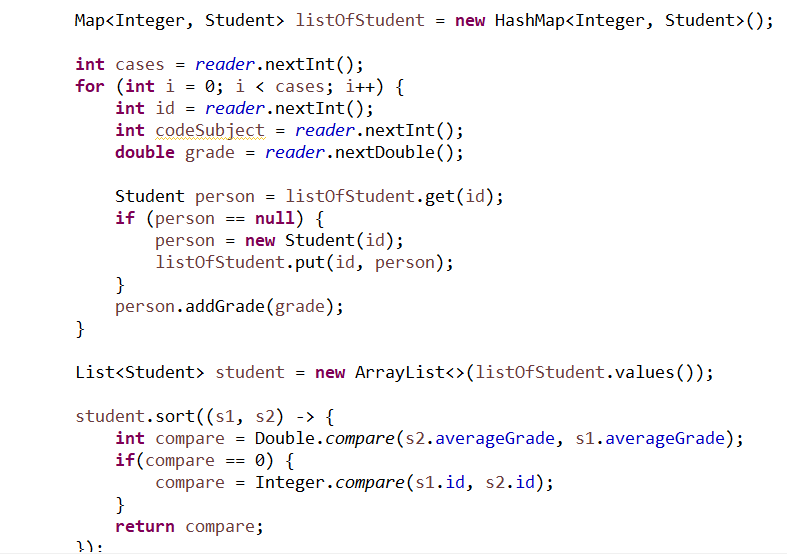 Map<Integer, Student> listOfStudent = new HashMap<Integer, Student>();
int cases = reader.nextInt();
for (int i = 0; i < cases; i++) {
int id = reader.nextInt();
int codeSubject = reader.nextInt();
double grade = reader.nextDouble();
Student person = listOfStudent.get(id);
if (person == null) {
person = new Student(id);
listOfStudent.put(id, person);
}
person.addGrade(grade);
}
List<Student> student = new ArrayList<>(listOfStudent.values());
student.sort((s1, s2) -> {
int compare = Double.compare(s2.averageGrade, s1.averageGrade);
if(compare == 0) {
compare = Integer.compare(s1.id, s2.id);
}
return compare;
});